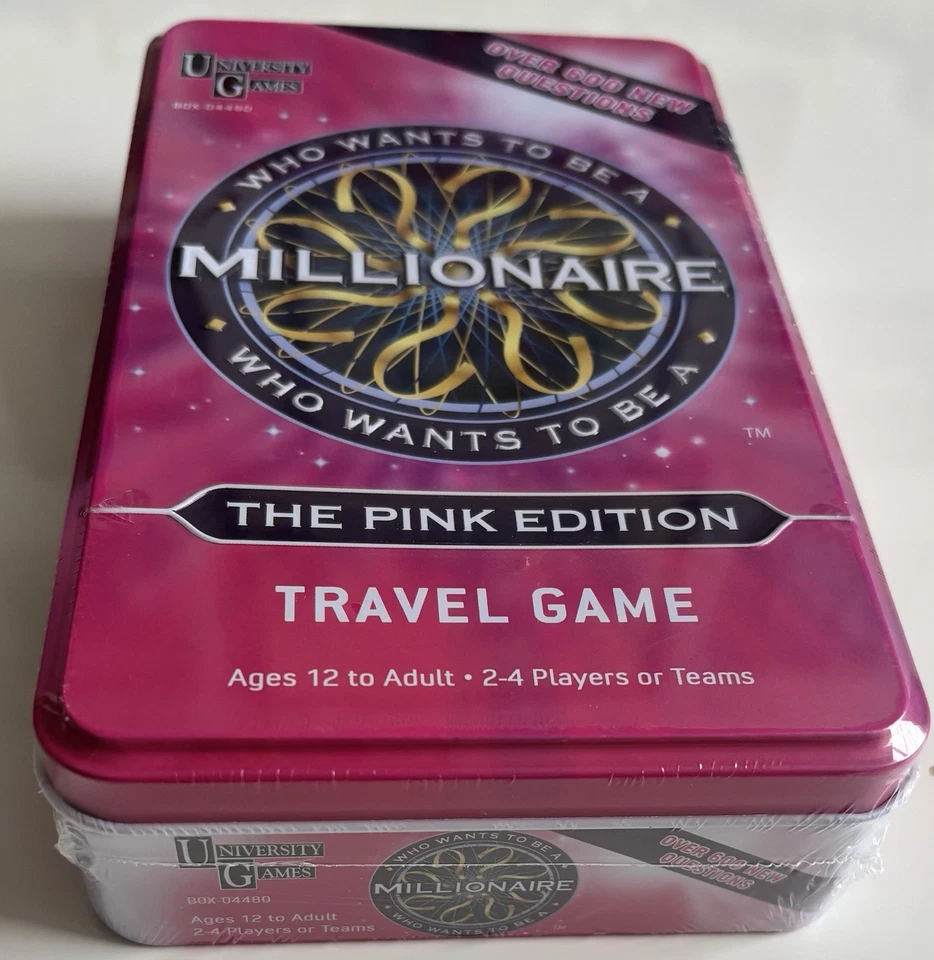 UNIVERSITY
GAMES
BOX-04480
OVER 600 NEW
QUESTIONS
WHO WANTS TO BE A
MILLIONAIRE
WHO WANTS TO BE A
TM
THE PINK EDITION
TRAVEL GAME
Ages 12 to Adult • 2-4 Players or Teams
UNIVERSITY
GAMES
BOX-04480
Ages 12 to Adult
2-4 Players or Teams
WHO WANTS TO BE A
MILLIONAIRE
WHO WANTS TO BE A
TM
OVER 600 NEW
QUESTIONS